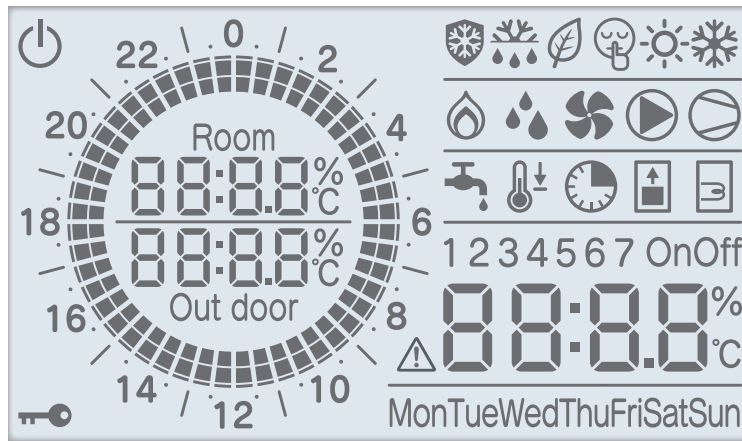 0
22 2
20 4
Room
88:8.8 % °C
18 6
88:8.8 % °C
Out door
16 8
14 10
12
1 2 3 4 5 6 7 OnOff
88:8.8 % °C
MonTueWedThuFriSatSun